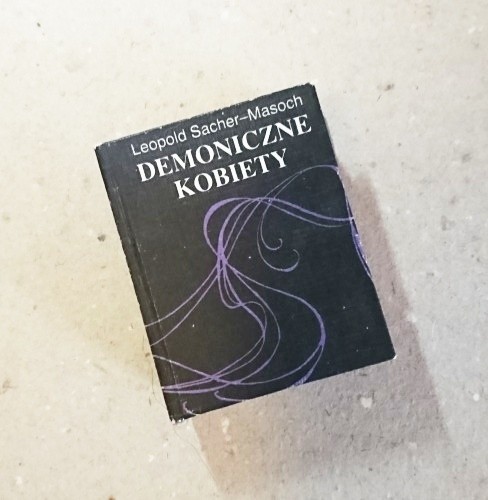 Leopold Sacher–Masoch
DEMONICZNE
KOBIETY